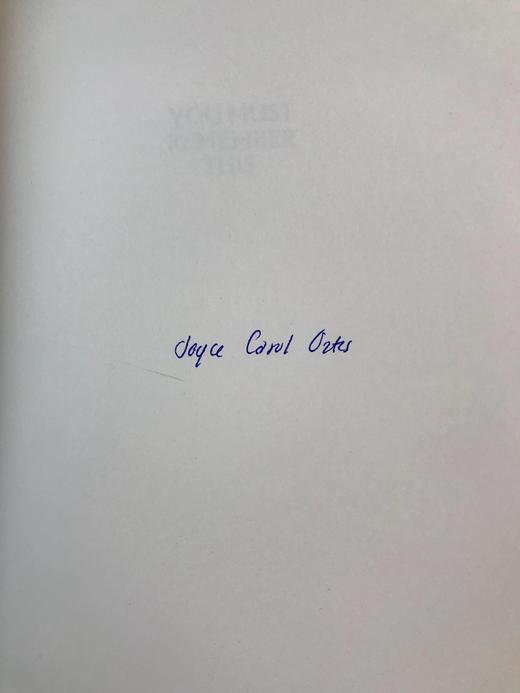 YOU MUST
REMEMBER
THIS
Joyce Carol Oates